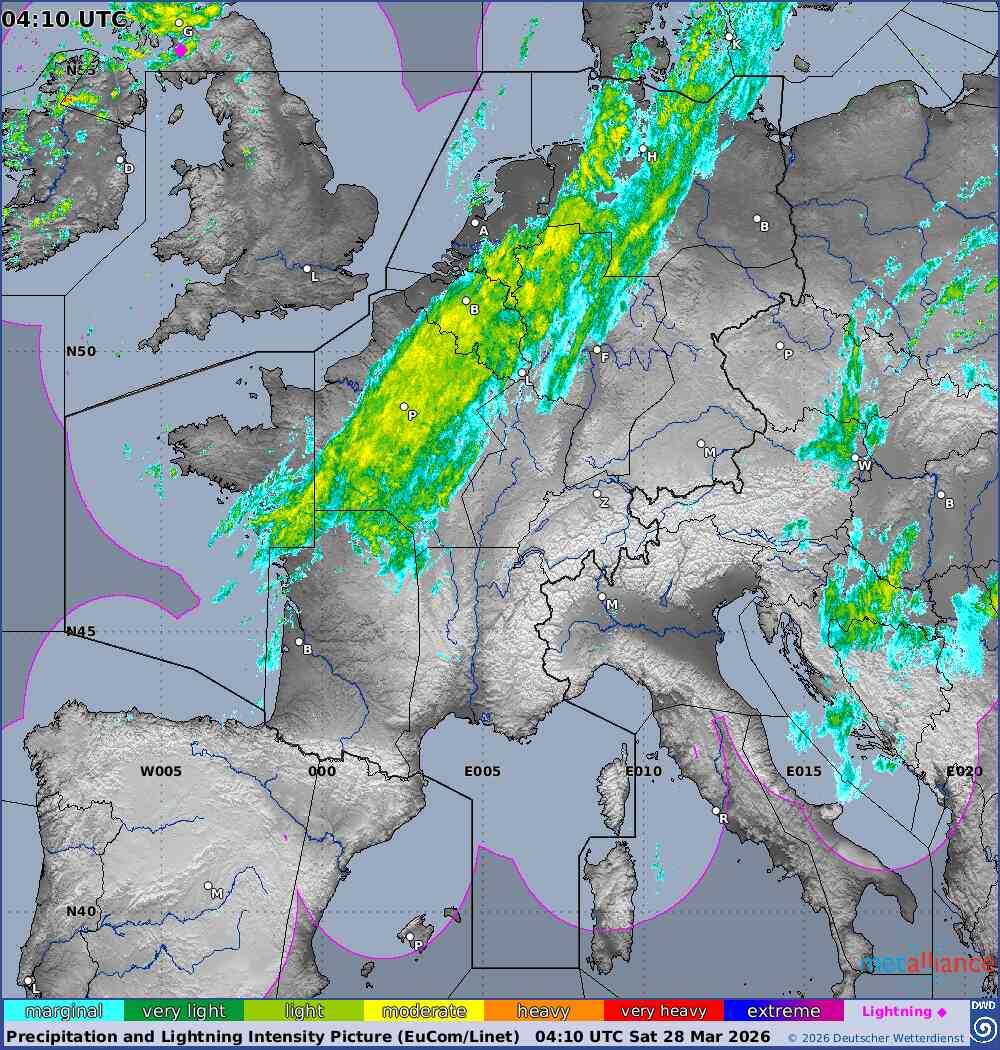 04:10 UTC
G
K
N55
D
H
A
B
L
B
N50
F
P
L
P
M
W
Z
B
M
N45
B
W005
000
E005
E010
E015
E020
R
M
N40
P
L
metalliance
marginal
very light
light
moderate
heavy
very heavy
extreme
Lightning ◆
DWD
Precipitation and Lightning Intensity Picture (EuCom/Linet) 04:10 UTC Sat 28 Mar 2026 © 2026 Deutscher Wetterdienst